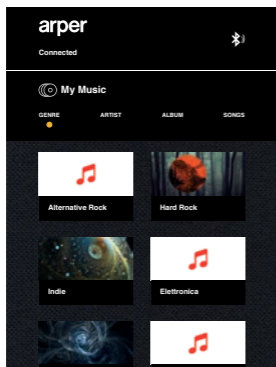 arper
Connected
My Music
GENRE ARTIST ALBUM SONGS
Alternative Rock Hard Rock
Indie Elettronica